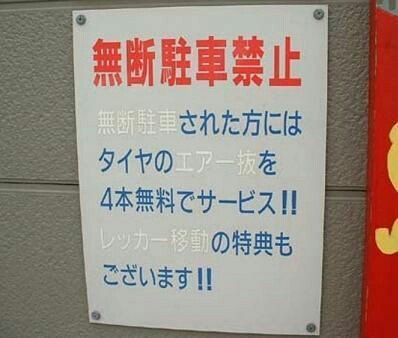 無断駐車禁止
無断駐車された方には
タイヤのエアー抜を
4本無料でサービス!!
レッカー移動の特典も
ございます!!